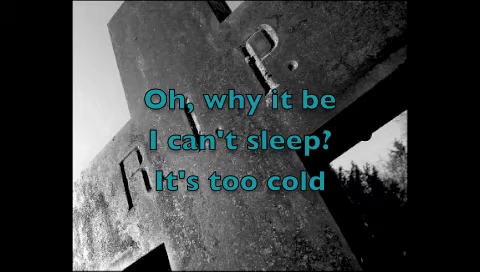 R. I. P.
Oh, why it be
I can't sleep?
It's too cold